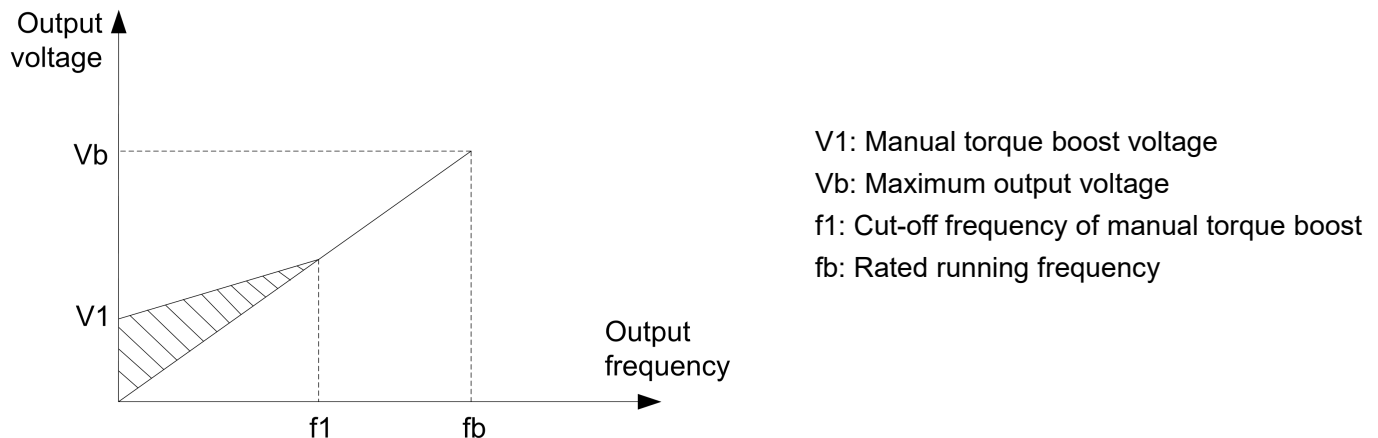 Output
voltage
Vb
V1
Output
frequency
f1
fb
V1: Manual torque boost voltage
Vb: Maximum output voltage
f1: Cut-off frequency of manual torque boost
fb: Rated running frequency